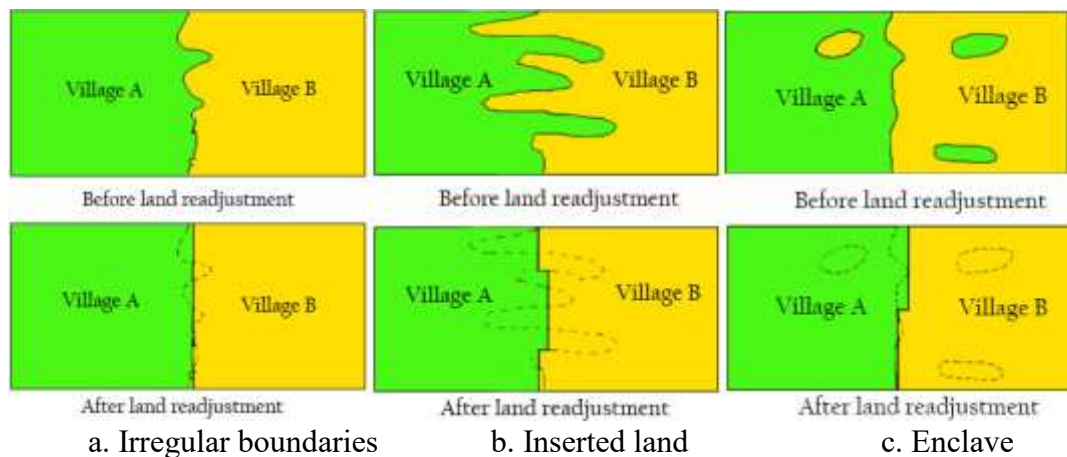 Village A
Village B
Village A
Village B
Village A
Village B
Before land readjustment
Before land readjustment
Before land readjustment
Village A
Village B
Village A
Village B
Village A
Village B
After land readjustment
After land readjustment
After land readjustment
a. Irregular boundaries
b. Inserted land
c. Enclave